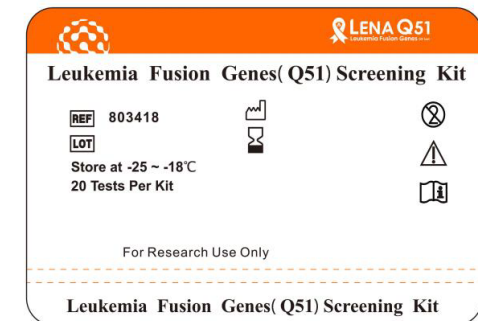 LENA Q51
Leukemia Fusion Genes
Leukemia Fusion Genes( Q51) Screening Kit
REF 803418
LOT
Store at -25 ~ -18℃
20 Tests Per Kit
2
i
For Research Use Only
Leukemia Fusion Genes( Q51) Screening Kit